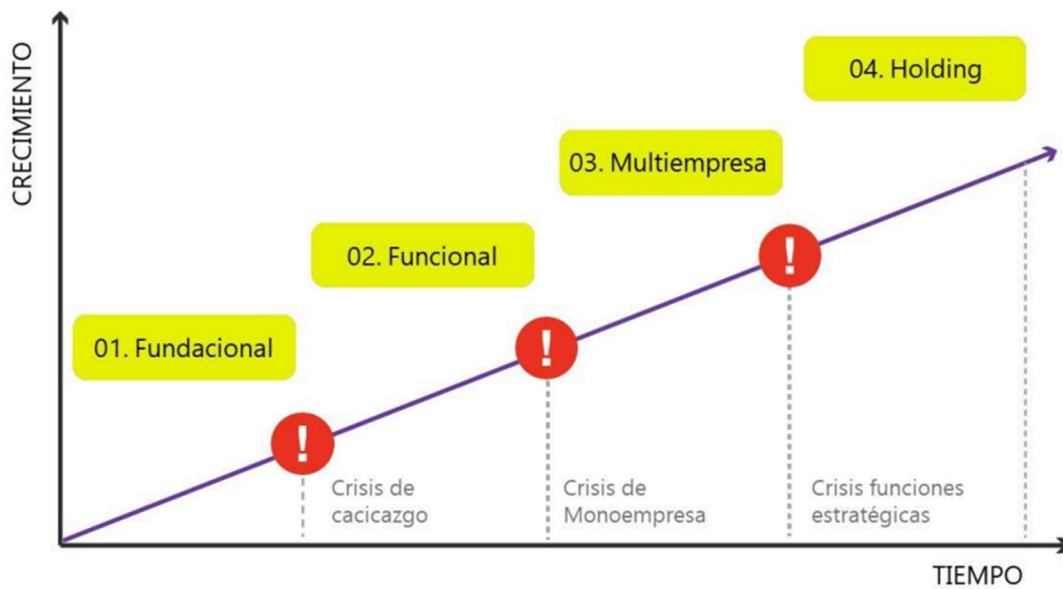 CRECIMIENTO
04. Holding
03. Multiempresa
02. Funcional
01. Fundacional
!
!
!
Crisis de
cacicazgo
Crisis de
Monoempresa
Crisis funciones
estratégicas
TIEMPO